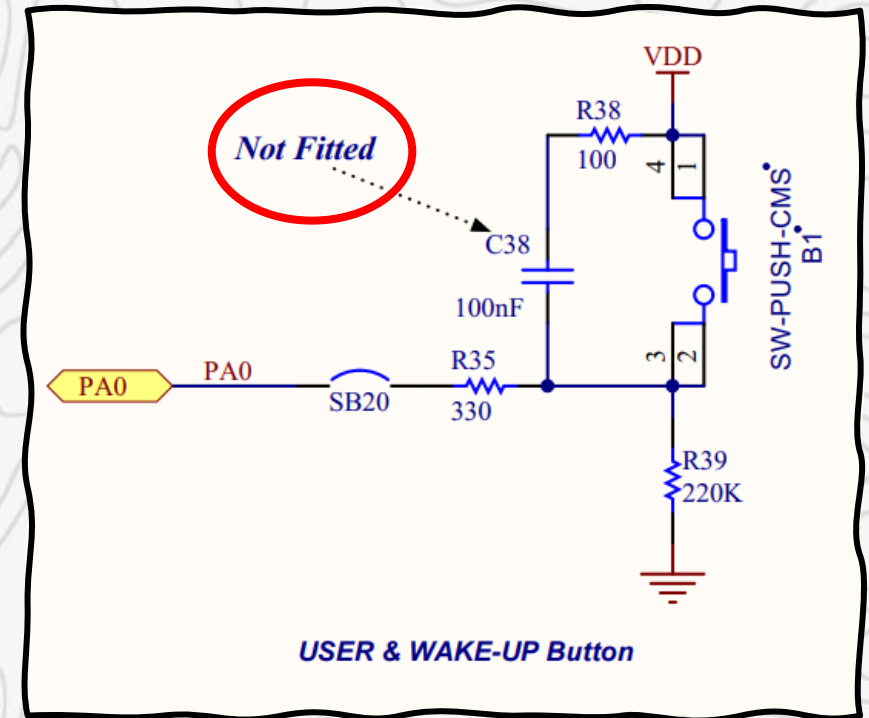 VDD
R38
100
Not Fitted
4
1
C38
100nF
SW-PUSH-CMS
B1
3
2
PA0
PA0
SB20
R35
330
R39
220K
USER & WAKE-UP Button